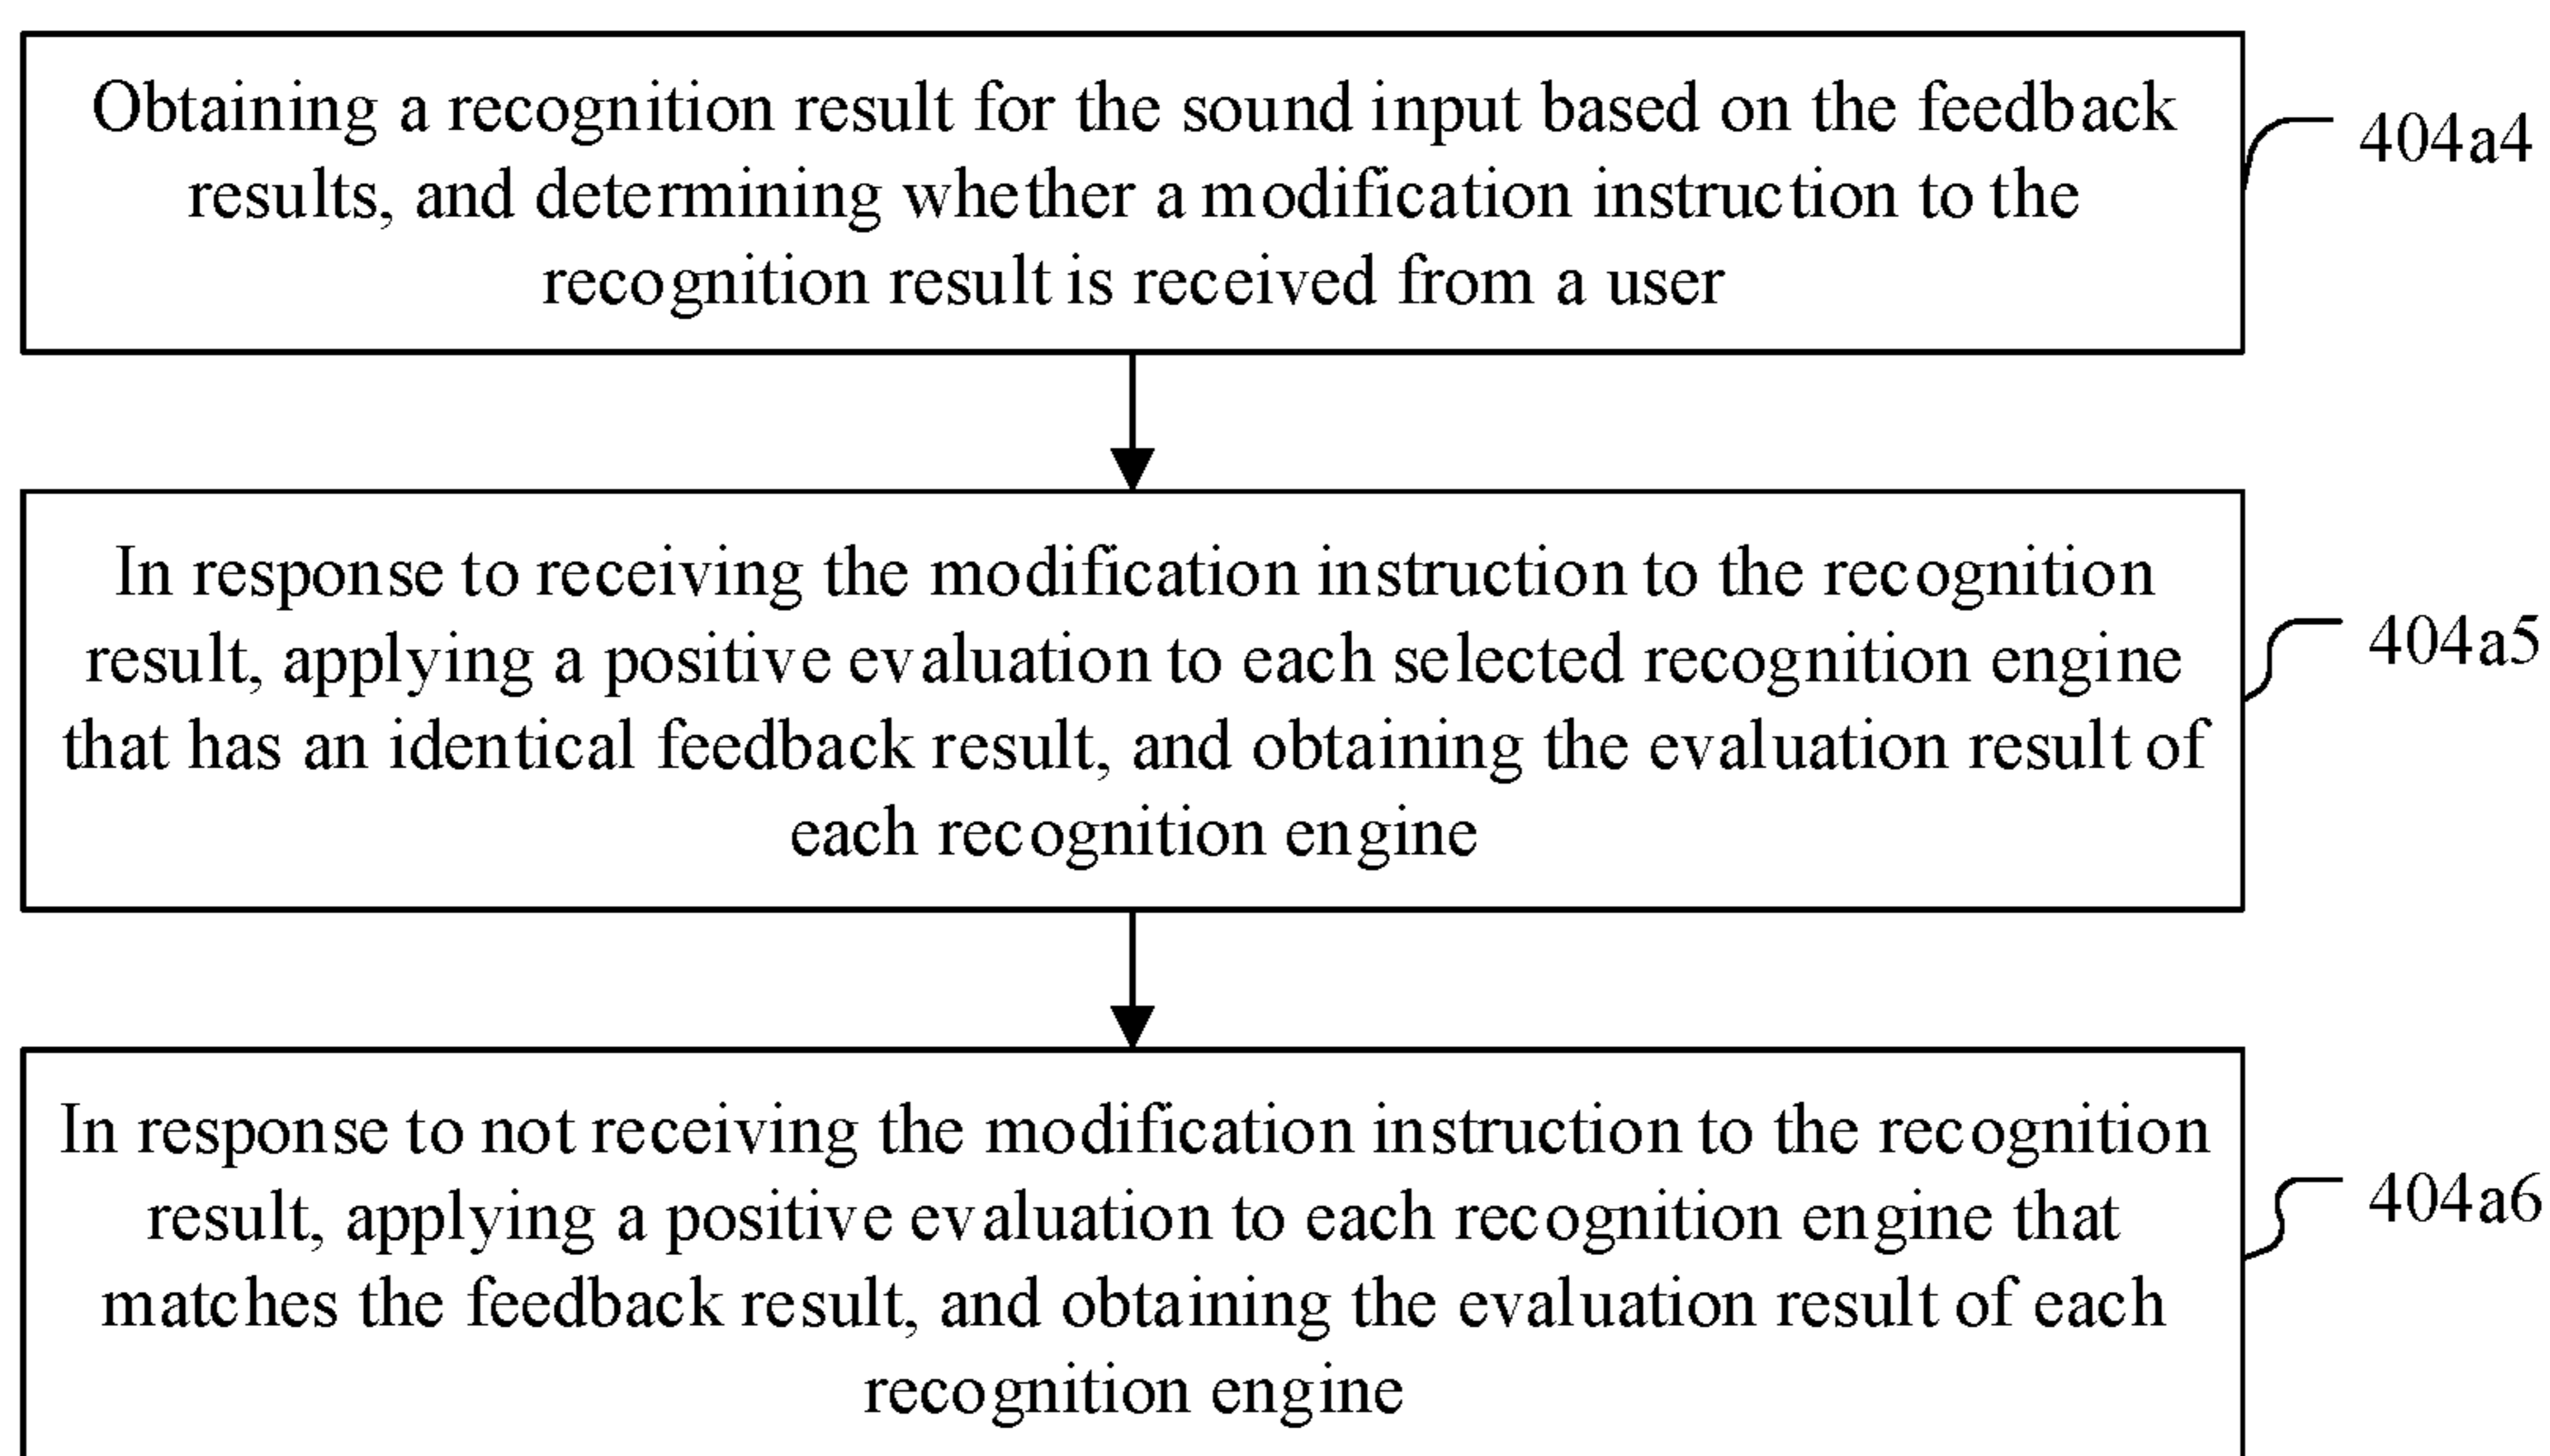 Obtaining a recognition result for the sound input based on the feedback
results, and determining whether a modification instruction to the
recognition result is received from a user
404a4
In response to receiving the modification instruction to the recognition
result, applying a positive evaluation to each selected recognition engine
that has an identical feedback result, and obtaining the evaluation result of
each recognition engine
404a5
In response to not receiving the modification instruction to the recognition
result, applying a positive evaluation to each recognition engine that
matches the feedback result, and obtaining the evaluation result of each
recognition engine
404a6